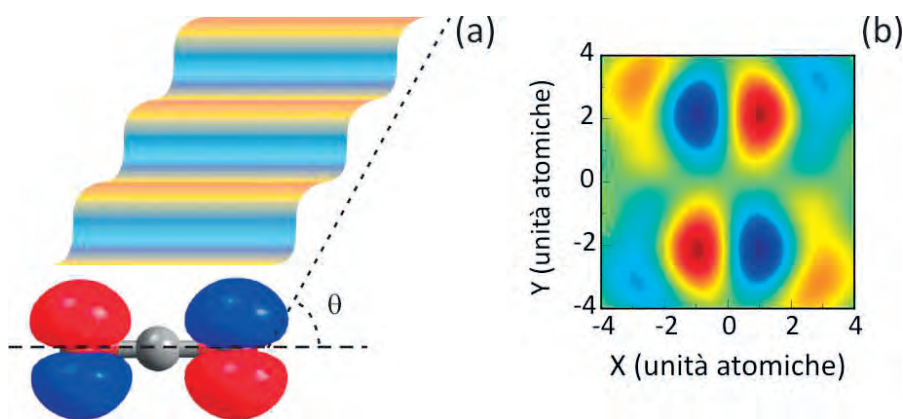 (a)
θ
(b)
Y (unità atomiche)
4
2
0
-2
-4
-4 -2 0 2 4
X (unità atomiche)